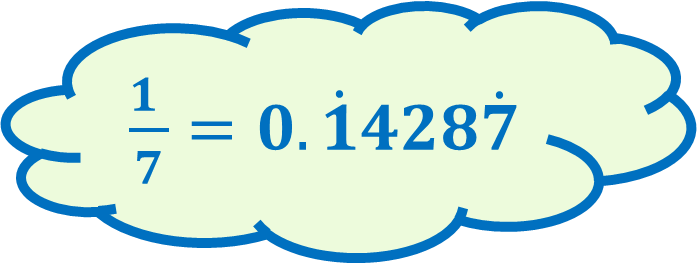 1/7 = 0.1̇4287̇